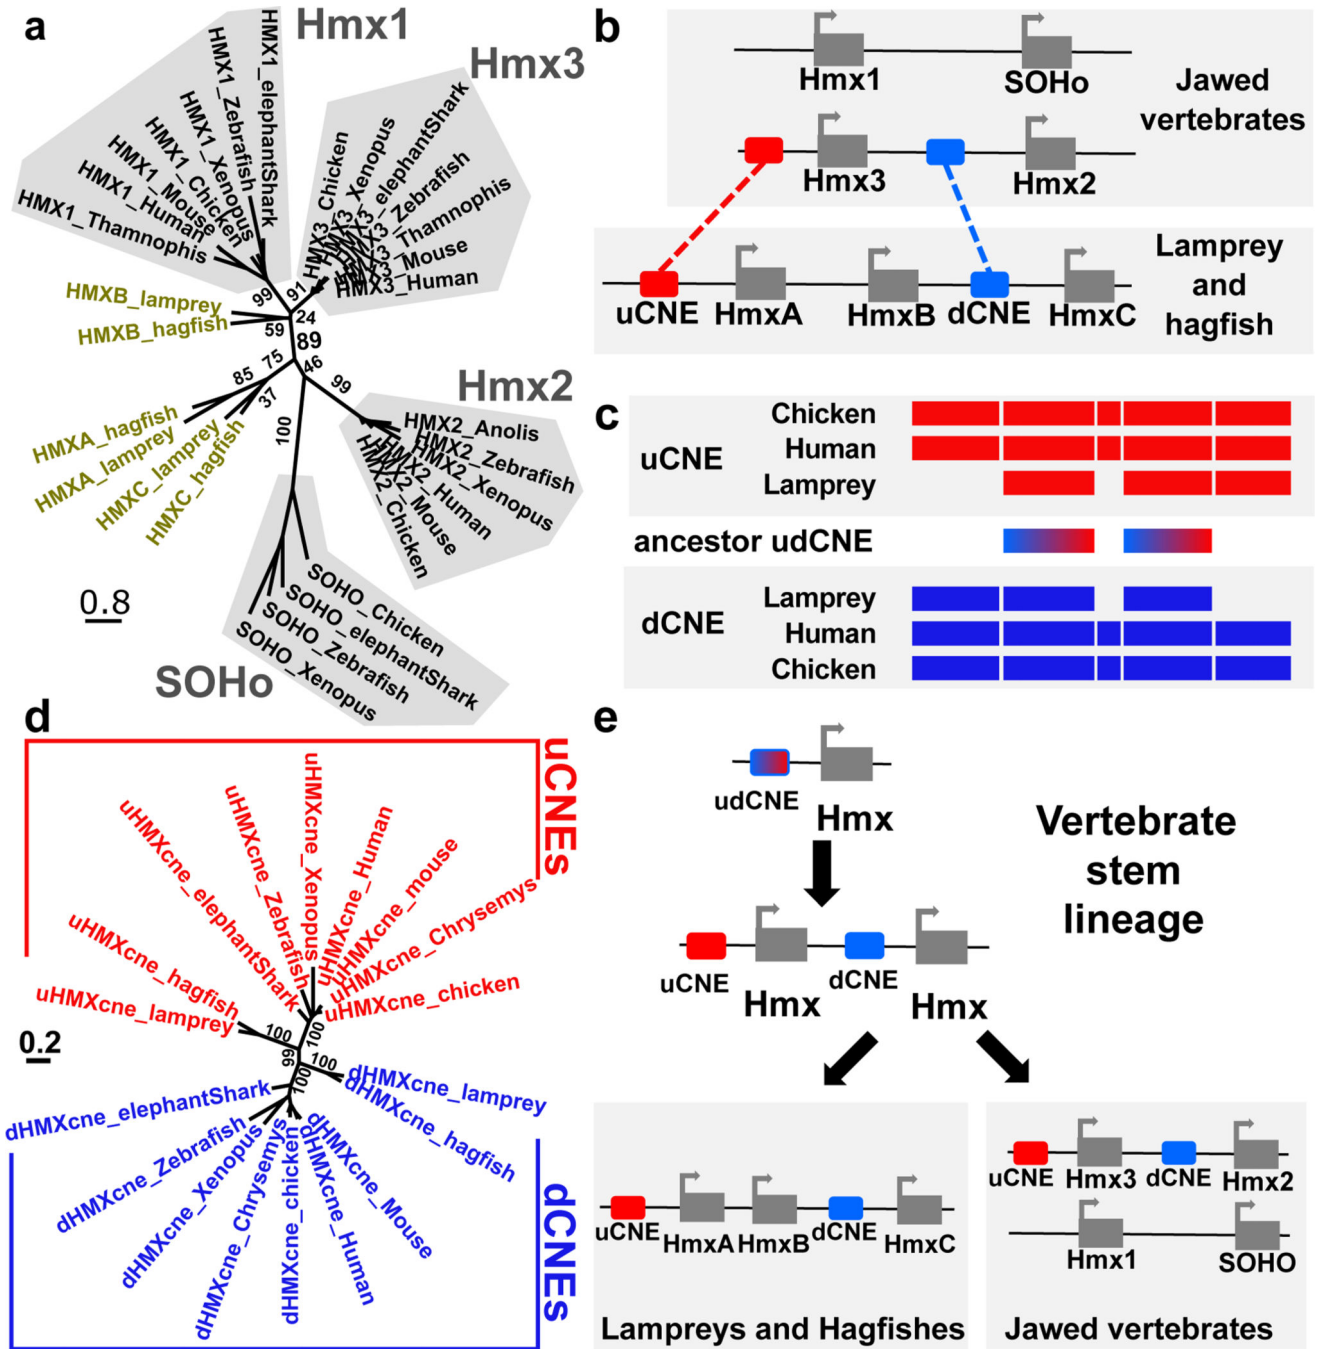 a
Hmx1
Hmx3
HMX1_elephantShark
HMX1_Zebrafish
HMX1_Xenopus
HMX1_Chicken
HMX1_Mouse
HMX1_Human
HMX1_Thamnophis
HMX3_Chicken
HMX3_Xenopus
HMX3_elephantShark
HMX3_Zebrafish
HMX3_Thamnophis
HMX3_Mouse
HMX3_Human
HMXB_lamprey
HMXB_hagfish
99
91
24
59
89
75
46
85
37
99
100
HMXA_hagfish
HMXA_lamprey
HMXC_lamprey
HMXC_hagfish
Hmx2
HMX2_Anolis
HMX2_Zebrafish
HMX2_Xenopus
HMX2_Human
HMX2_Mouse
HMX2_Chicken
SOHO_Chicken
SOHO_elephantShark
SOHO_Zebrafish
SOHO_Xenopus
SOHo
0.8
b
Hmx1
SOHo
Jawed
vertebrates
Hmx3
Hmx2
Lamprey
and
hagfish
uCNE
HmxA
HmxB
dCNE
HmxC
c
uCNE
Chicken
Human
Lamprey
ancestor udCNE
dCNE
Lamprey
Human
Chicken
d
uCNEs
uHMXcne_Xenopus
uHMXcne_Human
uHMXcne_mouse
uHMXcne_Chrysemys
uHMXcne_chicken
uHMXcne_Zebrafish
uHMXcne_elephantShark
uHMXcne_hagfish
uHMXcne_lamprey
100
100
99
100
100
0.2
dHMXcne_lamprey
dHMXcne_hagfish
dHMXcne_elephantShark
dHMXcne_Zebrafish
dHMXcne_Xenopus
dHMXcne_Chrysemys
dHMXcne_chicken
dHMXcne_Human
dHMXcne_Mouse
dCNEs
e
udCNE
Hmx
Vertebrate
stem
lineage
uCNE
Hmx
dCNE
Hmx
uCNE
HmxA
HmxB
dCNE
HmxC
Lampreys and Hagfishes
uCNE
Hmx3
dCNE
Hmx2
Hmx1
SOHO
Jawed vertebrates